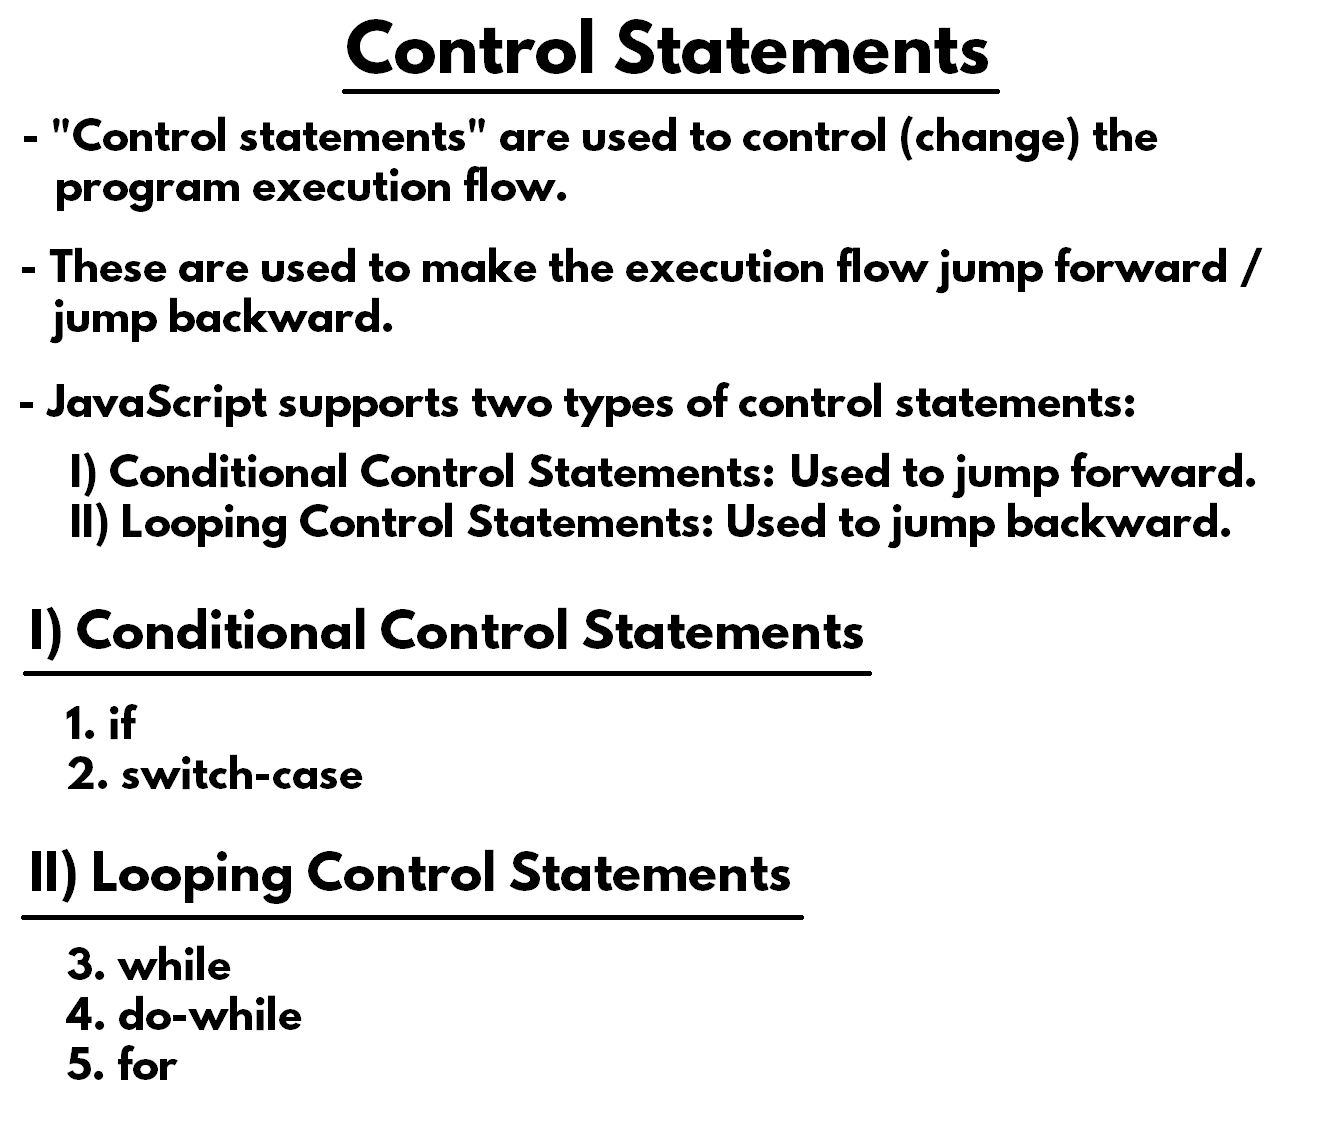 Control Statements
- "Control statements" are used to control (change) the
program execution flow.
- These are used to make the execution flow jump forward /
jump backward.
- JavaScript supports two types of control statements:
I) Conditional Control Statements: Used to jump forward.
II) Looping Control Statements: Used to jump backward.
I) Conditional Control Statements
1. if
2. switch-case
II) Looping Control Statements
3. while
4. do-while
5. for